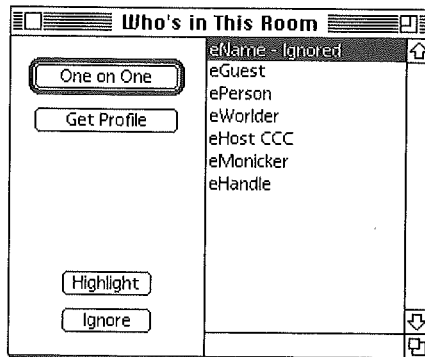 Who's in This Room
One on One
Get Profile
Highlight
Ignore
eName - Ignored
eGuest
ePerson
eWorlder
eHost CCC
eMonicker
eHandle